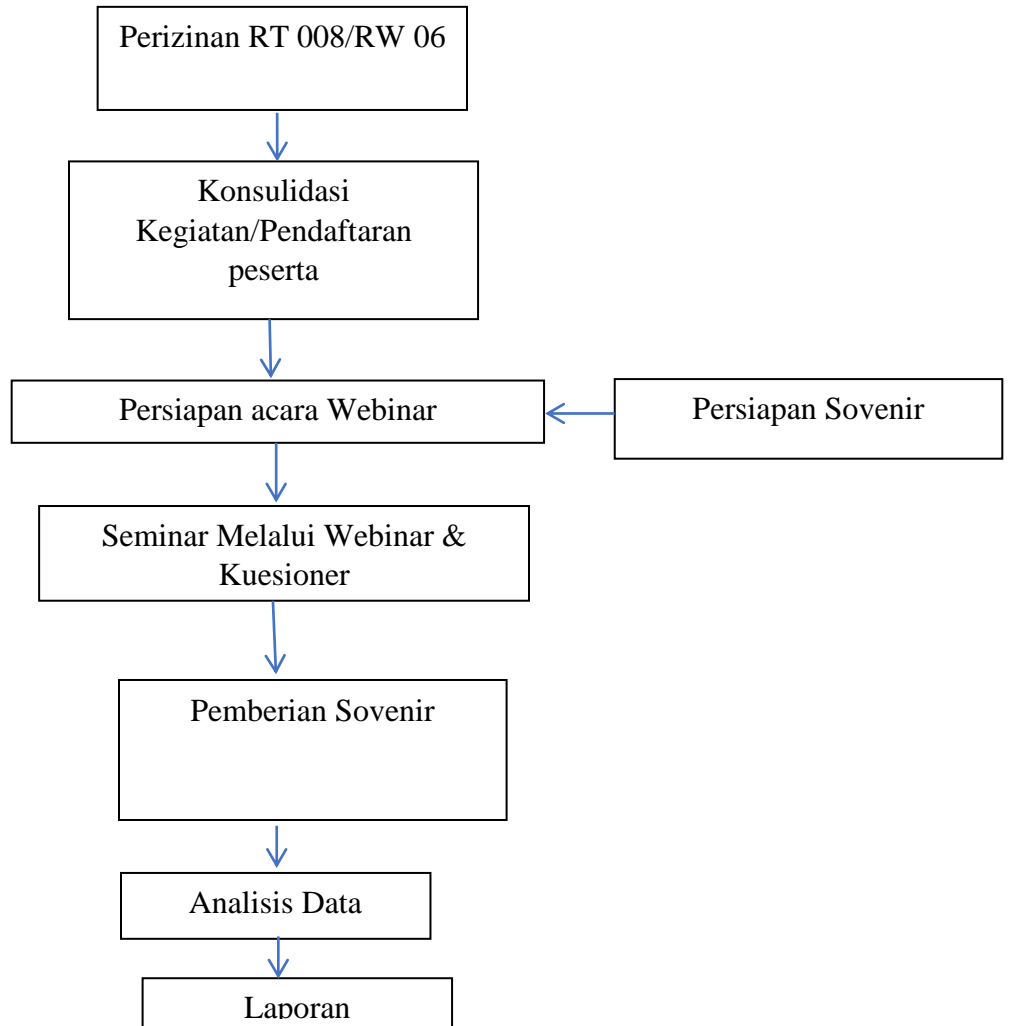 Perizinan RT 008/RW 06
Konsulidasi
Kegiatan/Pendaftaran
peserta
Persiapan acara Webinar
Persiapan Sovenir
Seminar Melalui Webinar &
Kuesioner
Pemberian Sovenir
Analisis Data
Laporan